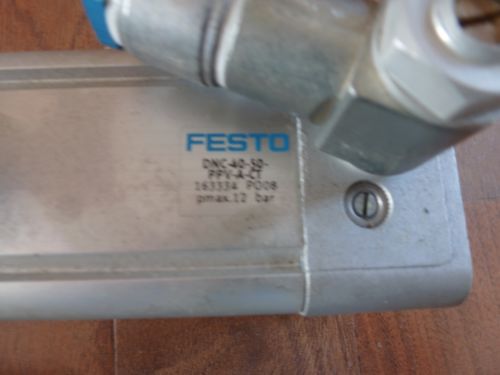 FESTO
DNC-40-50-
PPV-A-CT
163334 PO08
pmax.12 bar